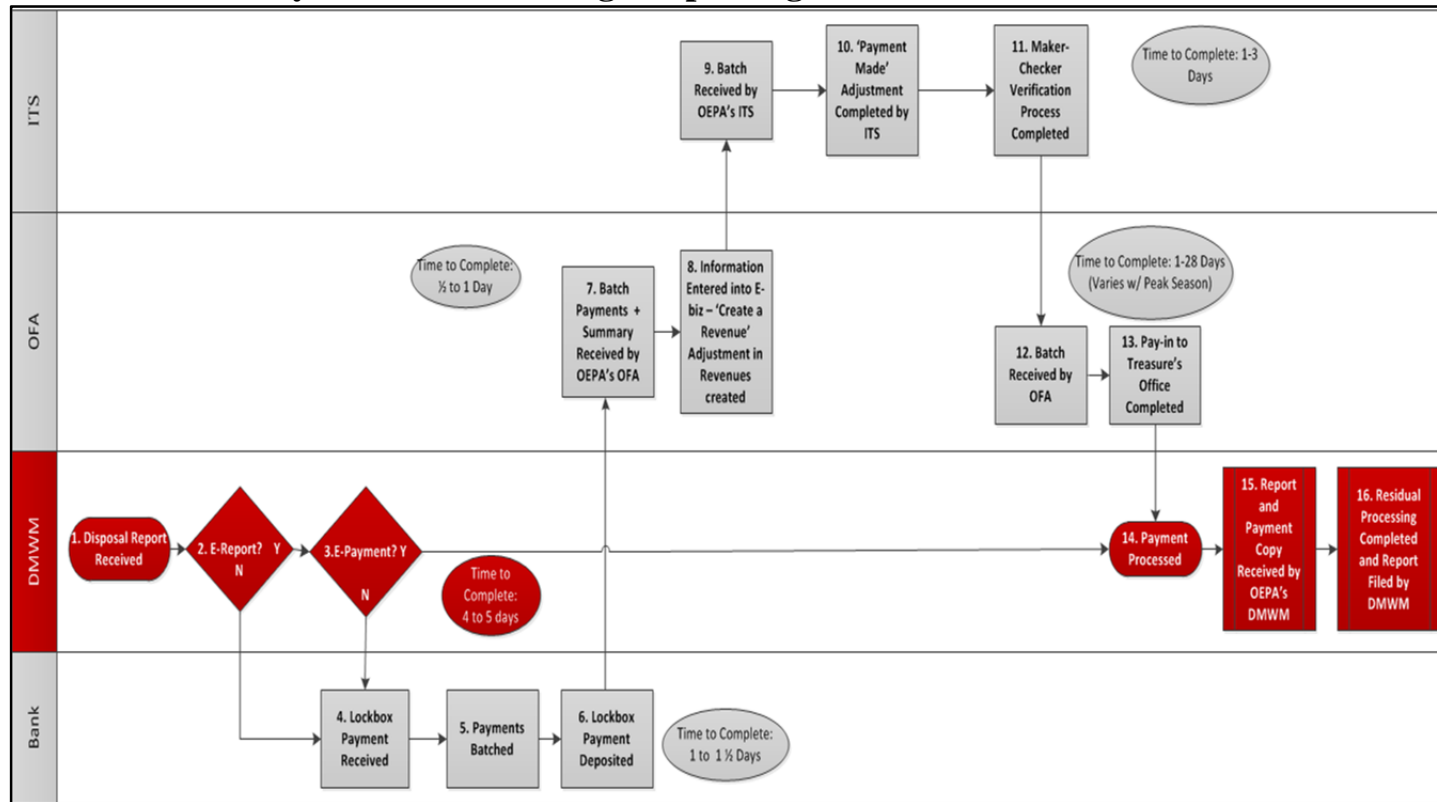 ITS
9. Batch
Received by
OEPA's ITS
10. 'Payment
Made'
Adjustment
Completed by
ITS
11. Maker-
Checker
Verification
Process
Completed
Time to Complete: 1-3
Days
OFA
Time to Complete:
½ to 1 Day
7. Batch
Payments +
Summary
Received by
OEPA's OFA
8. Information
Entered into E-
biz – 'Create a
Revenue'
Adjustment in
Revenues
created
Time to Complete: 1-28 Days
(Varies w/ Peak Season)
12. Batch
Received by
OFA
13. Pay-in to
Treasure's
Office
Completed
DMWM
1. Disposal Report
Received
2. E-Report? Y
N
3.E-Payment? Y
N
Time to
Complete:
4 to 5 days
14. Payment
Processed
15. Report
and
Payment
Copy
Received by
OEPA's
DMWM
16. Residual
Processing
Completed
and Report
Filed by
DMWM
Bank
4. Lockbox
Payment
Received
5. Payments
Batched
6. Lockbox
Payment
Deposited
Time to Complete:
1 to 1 ½ Days